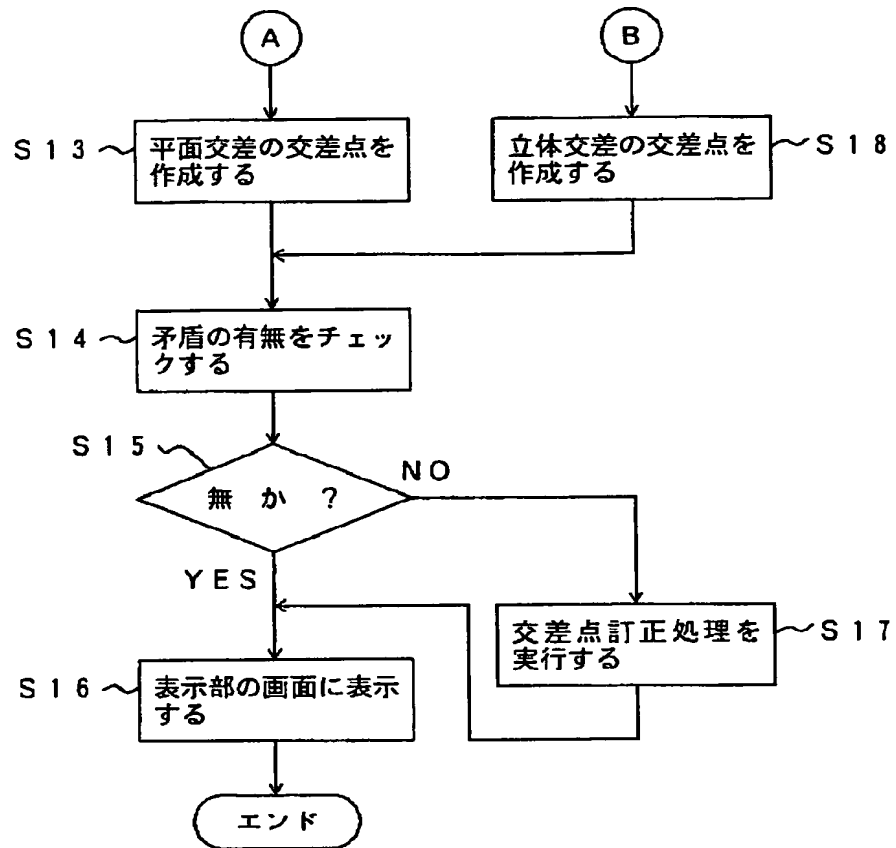 A
B
S13
平面交差の交差点を
作成する
立体交差の交差点を
作成する
S18
S14
矛盾の有無をチェッ
クする
S15
無か?
NO
YES
交差点訂正処理を
実行する
S17
S16
表示部の画面に表示
する
エンド